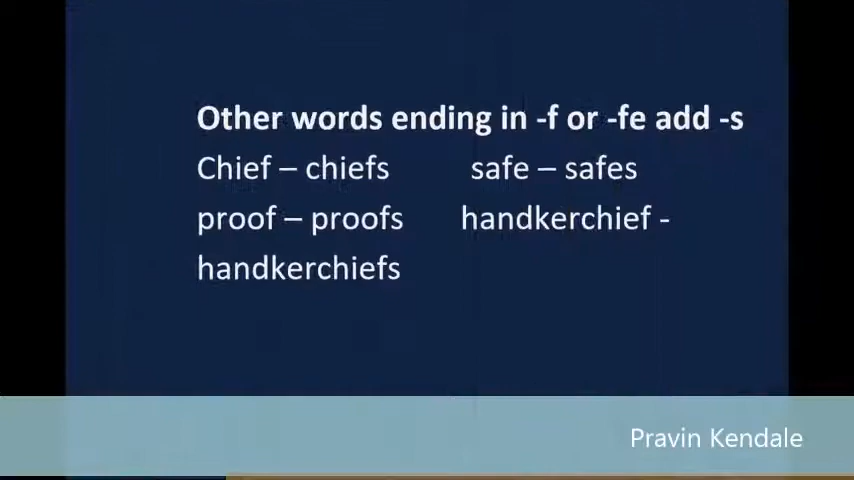 Other words ending in -f or -fe add -s
Chief – chiefs safe – safes
proof – proofs handkerchief -
handkerchiefs
Pravin Kendale